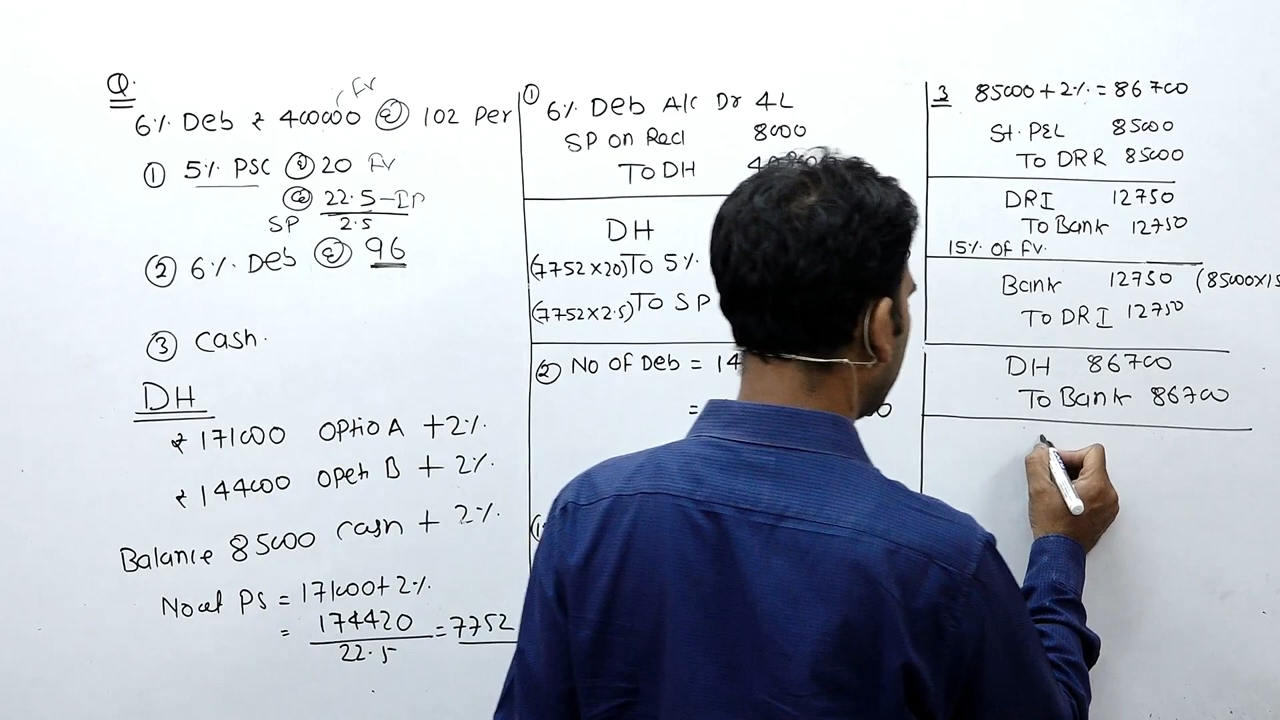 Q.
FV
6% Deb ₹ 400000 @ 102 Per
① 5% PSC @ 20 FV
@ 22.5 - IP
SP 2.5
② 6% Deb @ 96
③ Cash.
DH
₹ 171000 Optio A + 2%
₹ 144000 Opti B + 2%
Balance 85000 Cash + 2%
No of PS = 171000 + 2%
= 174420 = 7752
22.5
① 6% Deb A/C Dr 4L
SP on Red 8000
To DH
DH
(7752×20) To 5%
(7752×2.5) To SP
② No of Deb = 14
=
3 85000 + 2% = 86700
St. P&L 85000
To DRR 85000
DRI 12750
To Bank 12750
15% of FV.
Bank 12750 (85000×15
To DRI 12750
DH 86700
To Bank 86700